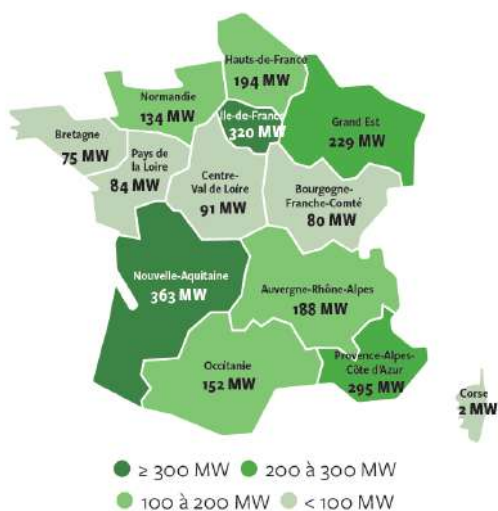 Hauts-de-France
194 MW
Normandie
134 MW
Ile-de-France
320 MW
Grand Est
229 MW
Bretagne
75 MW
Pays de
la Loire
84 MW
Centre-
Val de Loire
91 MW
Bourgogne-
Franche-Comté
80 MW
Nouvelle-Aquitaine
363 MW
Auvergne-Rhône-Alpes
188 MW
Occitanie
152 MW
Provence-Alpes-
Côte d'Azur
295 MW
Corse
2 MW
≥ 300 MW
200 à 300 MW
100 à 200 MW
< 100 MW